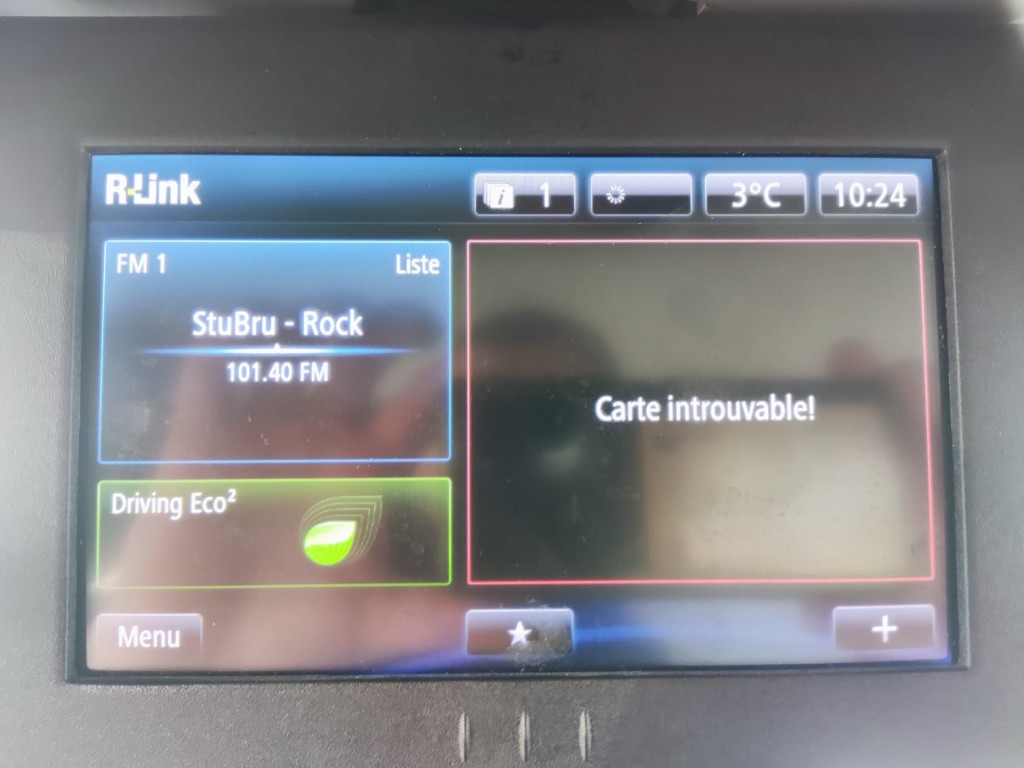 R-Link
i 1
3°C
10:24
FM 1
Liste
StuBru - Rock
101.40 FM
Carte introuvable!
Driving Eco²
Menu
+